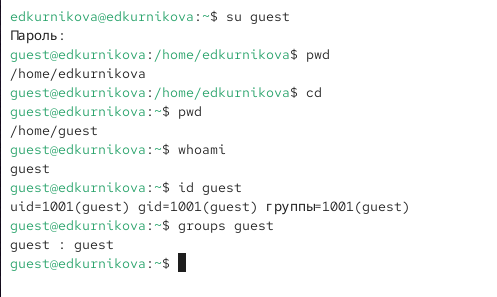 edkurnikova@edkurnikova:~$ su guest
Пароль:
guest@edkurnikova:/home/edkurnikova$ pwd
/home/edkurnikova
guest@edkurnikova:/home/edkurnikova$ cd
guest@edkurnikova:~$ pwd
/home/guest
guest@edkurnikova:~$ whoami
guest
guest@edkurnikova:~$ id guest
uid=1001(guest) gid=1001(guest) группы=1001(guest)
guest@edkurnikova:~$ groups guest
guest : guest
guest@edkurnikova:~$